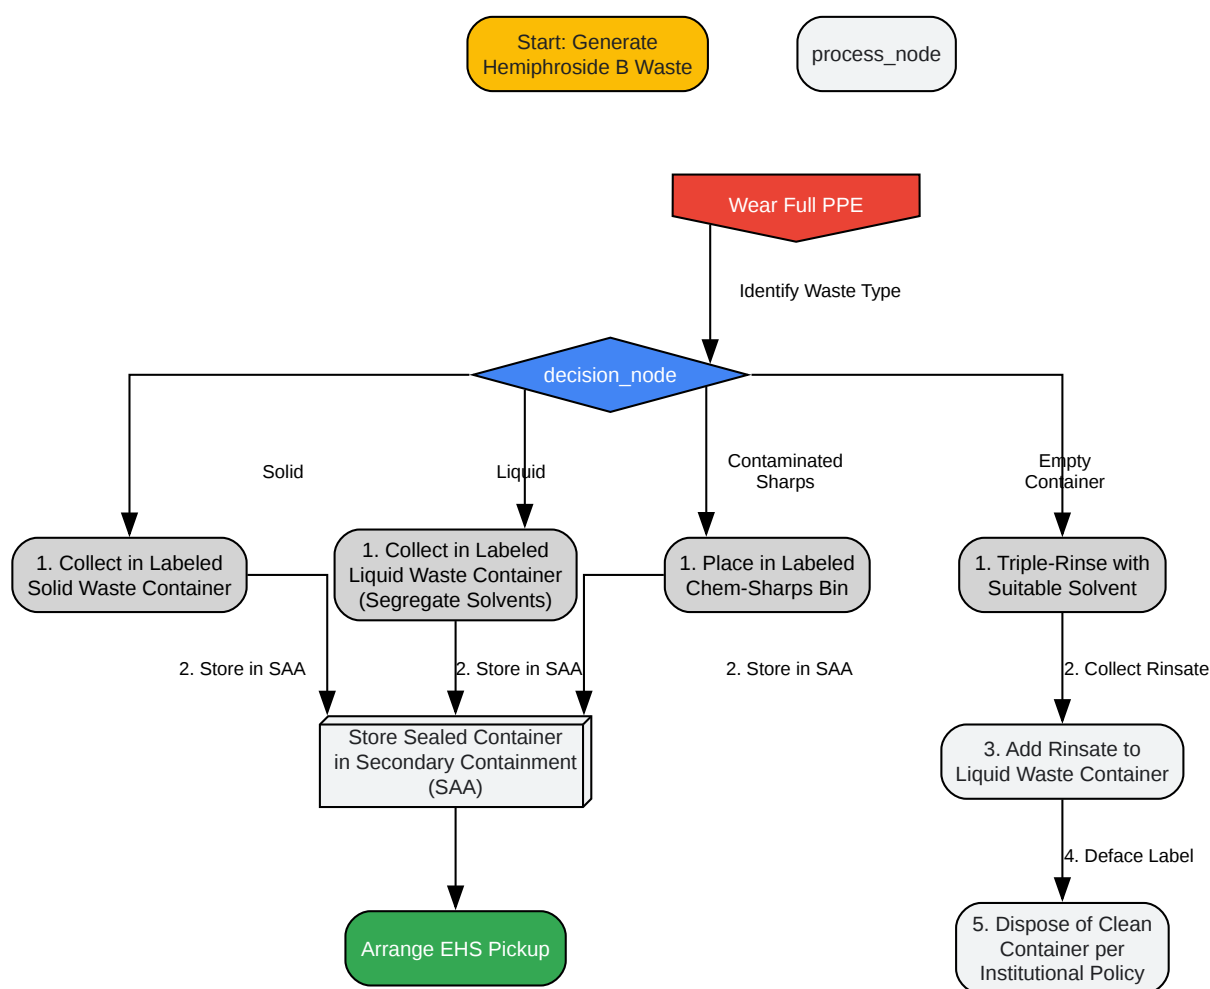 Start: Generate
Hemiphroside B Waste
process_node
Wear Full PPE
Identify Waste Type
decision_node
Solid
Liquid
Contaminated
Sharps
Empty
Container
1. Collect in Labeled
Solid Waste Container
1. Collect in Labeled
Liquid Waste Container
(Segregate Solvents)
1. Place in Labeled
Chem-Sharps Bin
1. Triple-Rinse with
Suitable Solvent
2. Store in SAA
2. Store in SAA
2. Store in SAA
2. Collect Rinsate
Store Sealed Container
in Secondary Containment
(SAA)
3. Add Rinsate to
Liquid Waste Container
4. Deface Label
Arrange EHS Pickup
5. Dispose of Clean
Container per
Institutional Policy